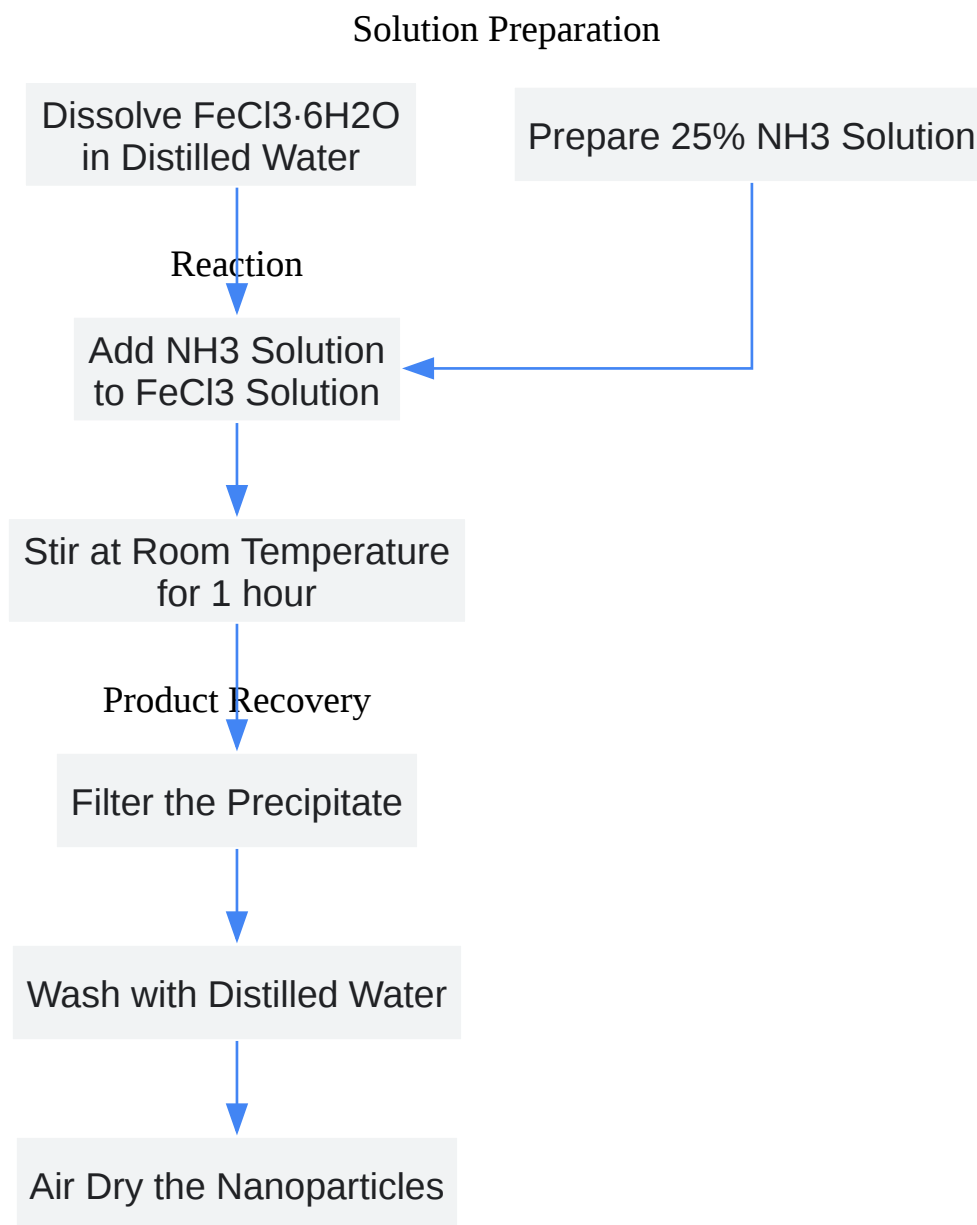 Solution Preparation
Dissolve FeCl3·6H2O
in Distilled Water
Prepare 25% NH3 Solution
Reaction
Add NH3 Solution
to FeCl3 Solution
Stir at Room Temperature
for 1 hour
Product Recovery
Filter the Precipitate
Wash with Distilled Water
Air Dry the Nanoparticles